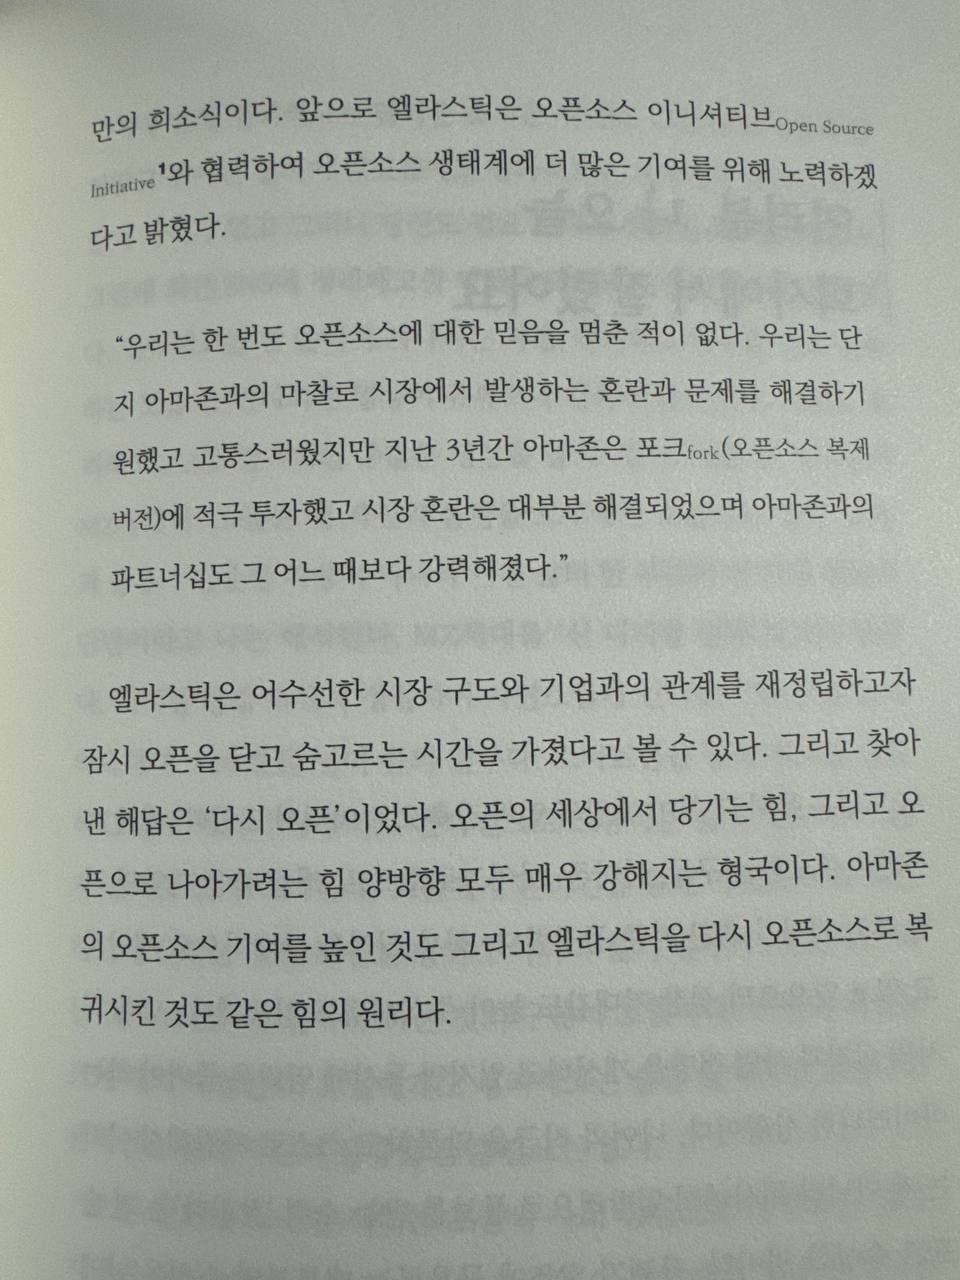 만의 희소식이다. 앞으로 엘라스틱은 오픈소스 이니셔티브Open Source
Initiative¹와 협력하여 오픈소스 생태계에 더 많은 기여를 위해 노력하겠
다고 밝혔다.
“우리는 한 번도 오픈소스에 대한 믿음을 멈춘 적이 없다. 우리는 단
지 아마존과의 마찰로 시장에서 발생하는 혼란과 문제를 해결하기
원했고 고통스러웠지만 지난 3년간 아마존은 포크fork(오픈소스 복제
버전)에 적극 투자했고 시장 혼란은 대부분 해결되었으며 아마존과의
파트너십도 그 어느 때보다 강력해졌다.”
엘라스틱은 어수선한 시장 구도와 기업과의 관계를 재정립하고자
잠시 오픈을 닫고 숨고르는 시간을 가졌다고 볼 수 있다. 그리고 찾아
낸 해답은 ‘다시 오픈’이었다. 오픈의 세상에서 당기는 힘, 그리고 오
픈으로 나아가려는 힘 양방향 모두 매우 강해지는 형국이다. 아마존
의 오픈소스 기여를 높인 것도 그리고 엘라스틱을 다시 오픈소스로 복
귀시킨 것도 같은 힘의 원리다.